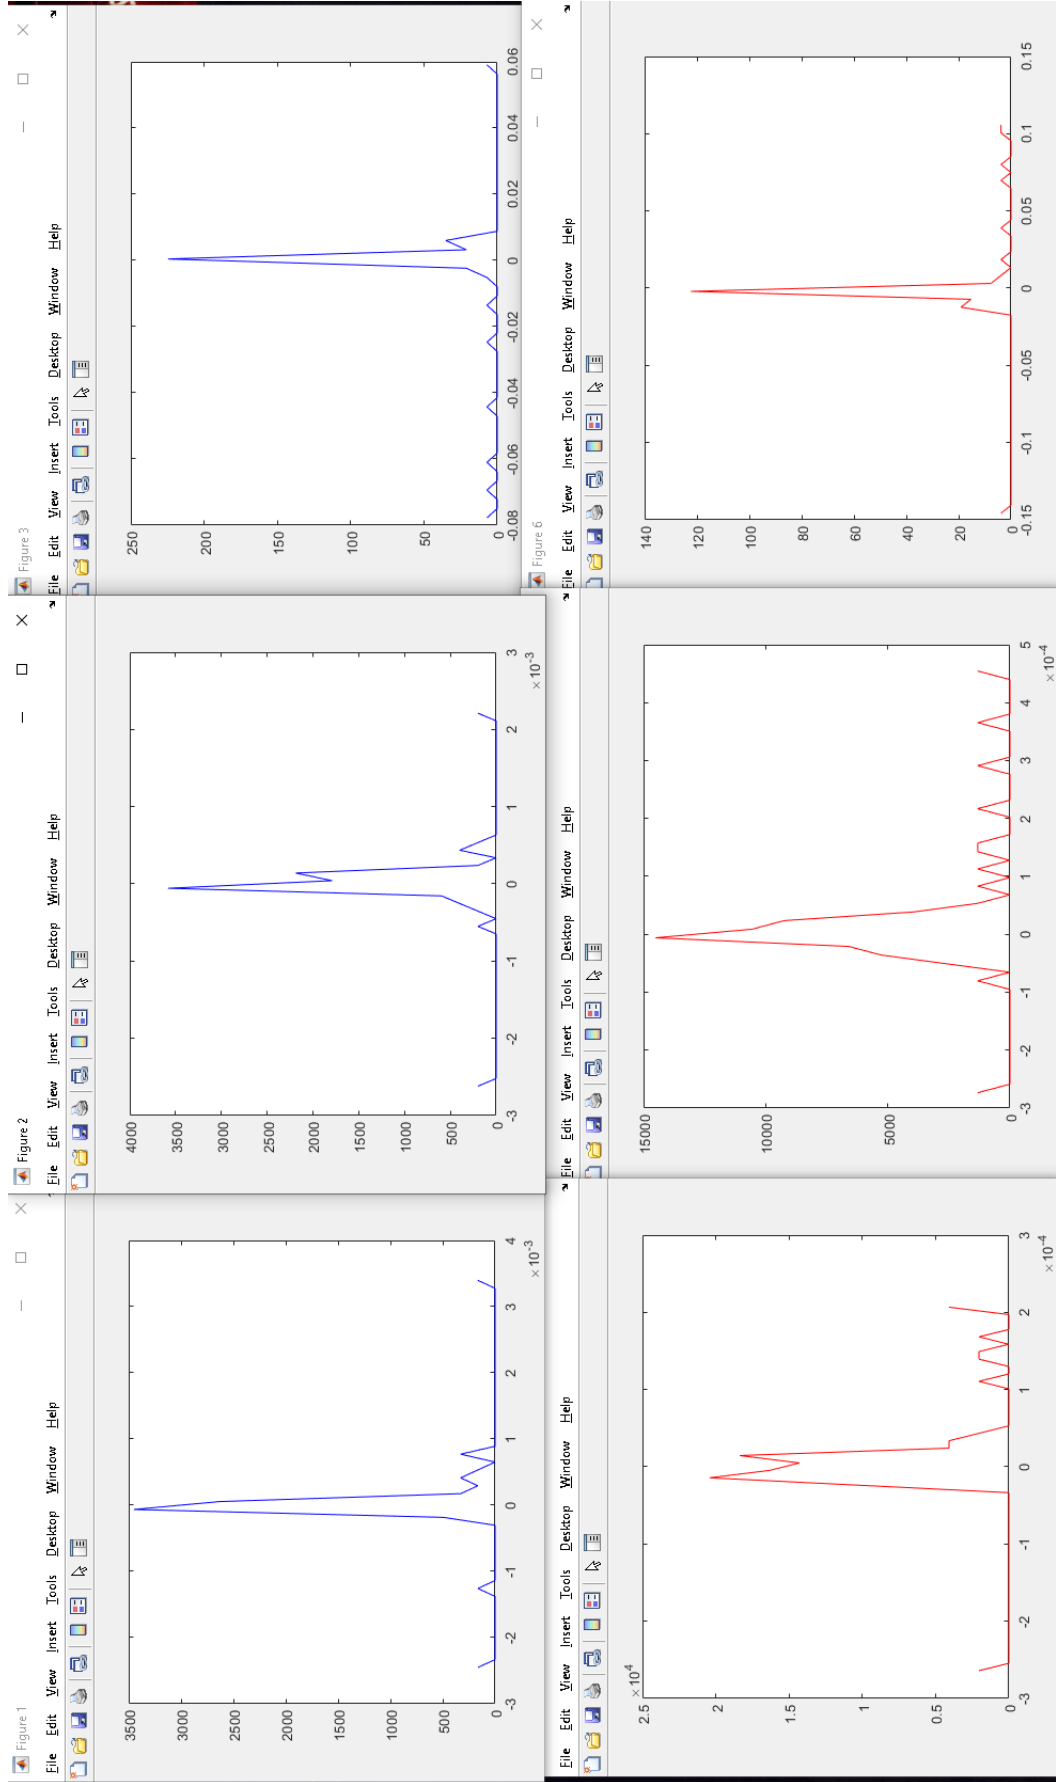 Figure 1
File Edit View Insert Tools Desktop Window Help
3500
3000
2500
2000
1500
1000
500
0
-3 -2 -1 0 1 2 3 4
×10-3
Figure 2
File Edit View Insert Tools Desktop Window Help
4000
3500
3000
2500
2000
1500
1000
500
0
-3 -2 -1 0 1 2 3
×10-3
Figure 3
File Edit View Insert Tools Desktop Window Help
250
200
150
100
50
0
-0.08 -0.06 -0.04 -0.02 0 0.02 0.04 0.06
File Edit View Insert Tools Desktop Window Help
×104
2.5
2
1.5
1
0.5
0
-3 -2 -1 0 1 2 3
×10-4
File Edit View Insert Tools Desktop Window Help
15000
10000
5000
0
-3 -2 -1 0 1 2 3 4 5
×10-4
Figure 6
File Edit View Insert Tools Desktop Window Help
140
120
100
80
60
40
20
0
-0.15 -0.1 -0.05 0 0.05 0.1 0.15